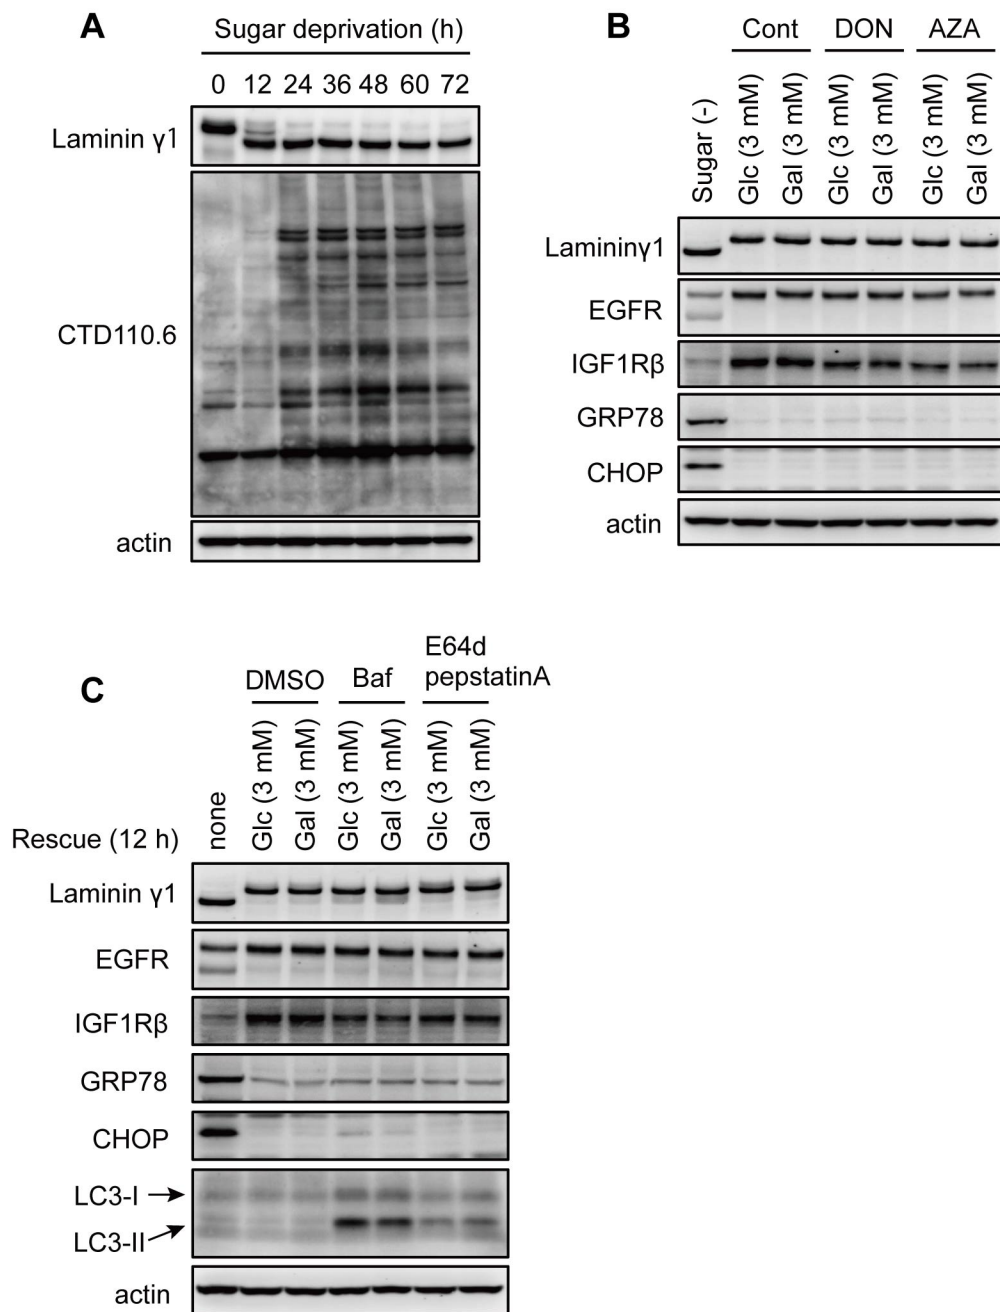 A
Sugar deprivation (h)
0 12 24 36 48 60 72
Laminin γ1
CTD110.6
actin
B
Cont DON AZA
Sugar (-)
Glc (3 mM)
Gal (3 mM)
Glc (3 mM)
Gal (3 mM)
Glc (3 mM)
Gal (3 mM)
Lamininγ1
EGFR
IGF1Rβ
GRP78
CHOP
actin
C
DMSO Baf E64d
pepstatinA
Rescue (12 h)
none
Glc (3 mM)
Gal (3 mM)
Glc (3 mM)
Gal (3 mM)
Glc (3 mM)
Gal (3 mM)
Laminin γ1
EGFR
IGF1Rβ
GRP78
CHOP
LC3-I
LC3-II
actin